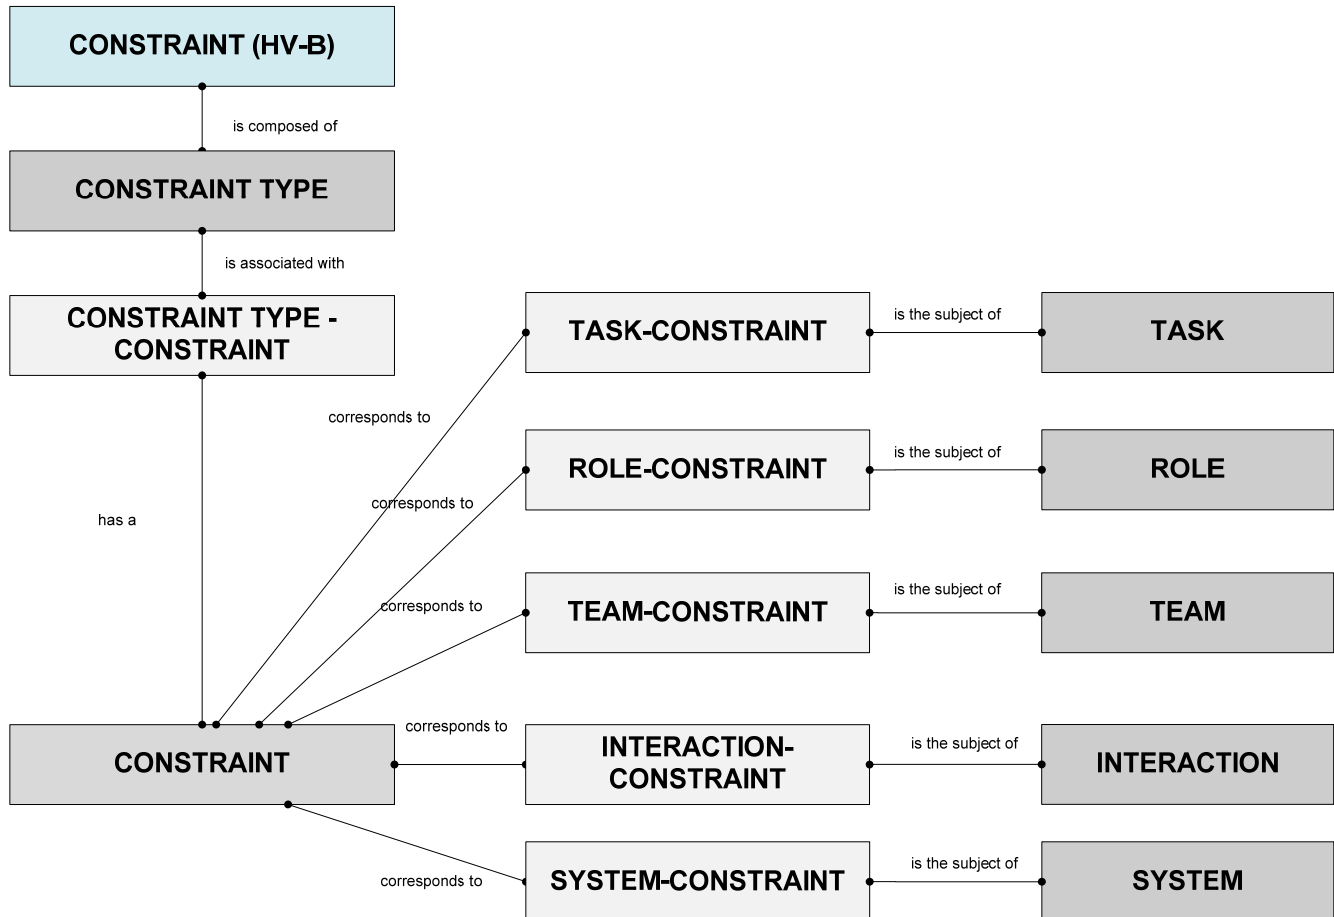 CONSTRAINT (HV-B)
is composed of
CONSTRAINT TYPE
is associated with
CONSTRAINT TYPE -
CONSTRAINT
TASK-CONSTRAINT
is the subject of
TASK
corresponds to
ROLE-CONSTRAINT
is the subject of
ROLE
corresponds to
has a
TEAM-CONSTRAINT
is the subject of
TEAM
corresponds to
CONSTRAINT
corresponds to
INTERACTION-
CONSTRAINT
is the subject of
INTERACTION
corresponds to
SYSTEM-CONSTRAINT
is the subject of
SYSTEM